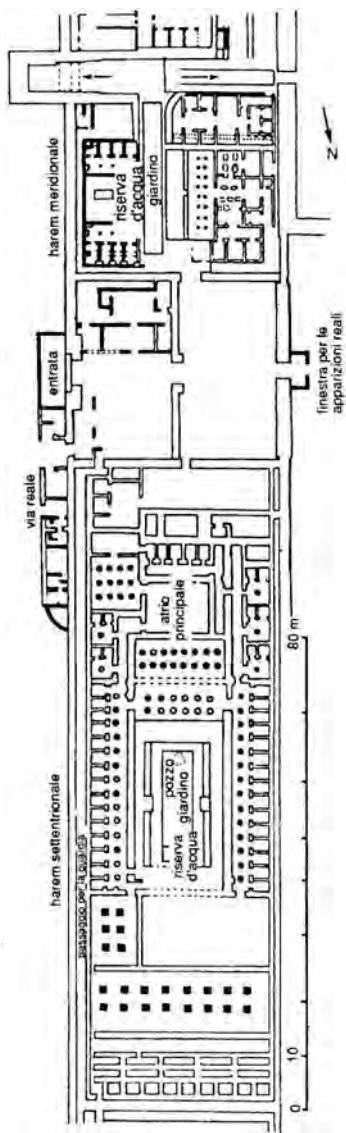 harem meridionale
riserva
d'acqua
giardino
N
entrata
finestra per le
apparizioni reali
via reale
atrio
principale
80 m
harem settentrionale
passaggio per la guardia
pozzo
giardino
riserva
d'acqua
10
0